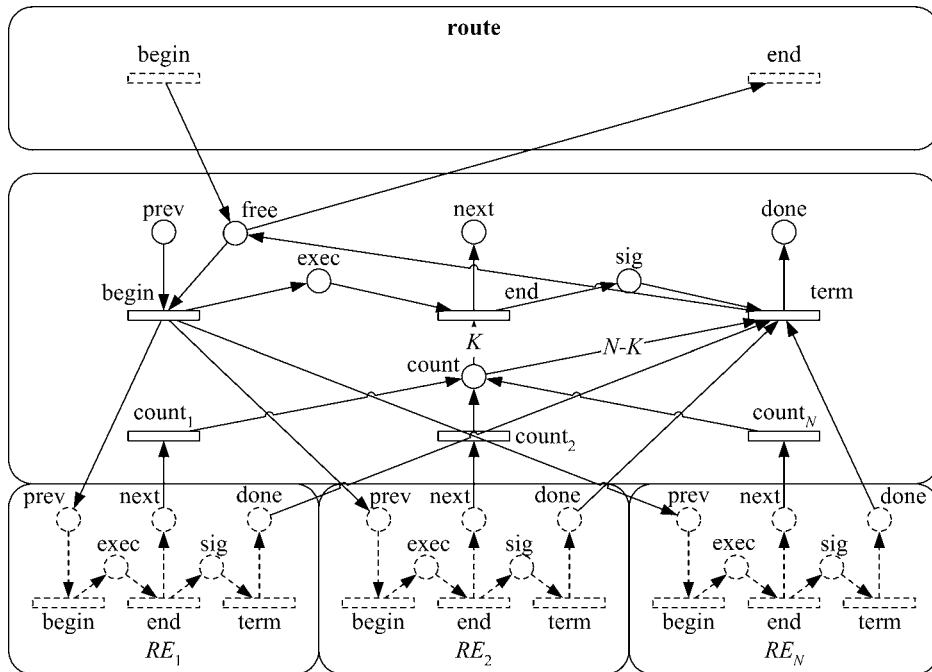 route
begin end
prev free next done
exec sig
begin end term
K N-K
count
count1 count2 countN
prev next done prev next done prev next done
exec sig exec sig exec sig
begin end term begin end term begin end term
RE1 RE2 REN